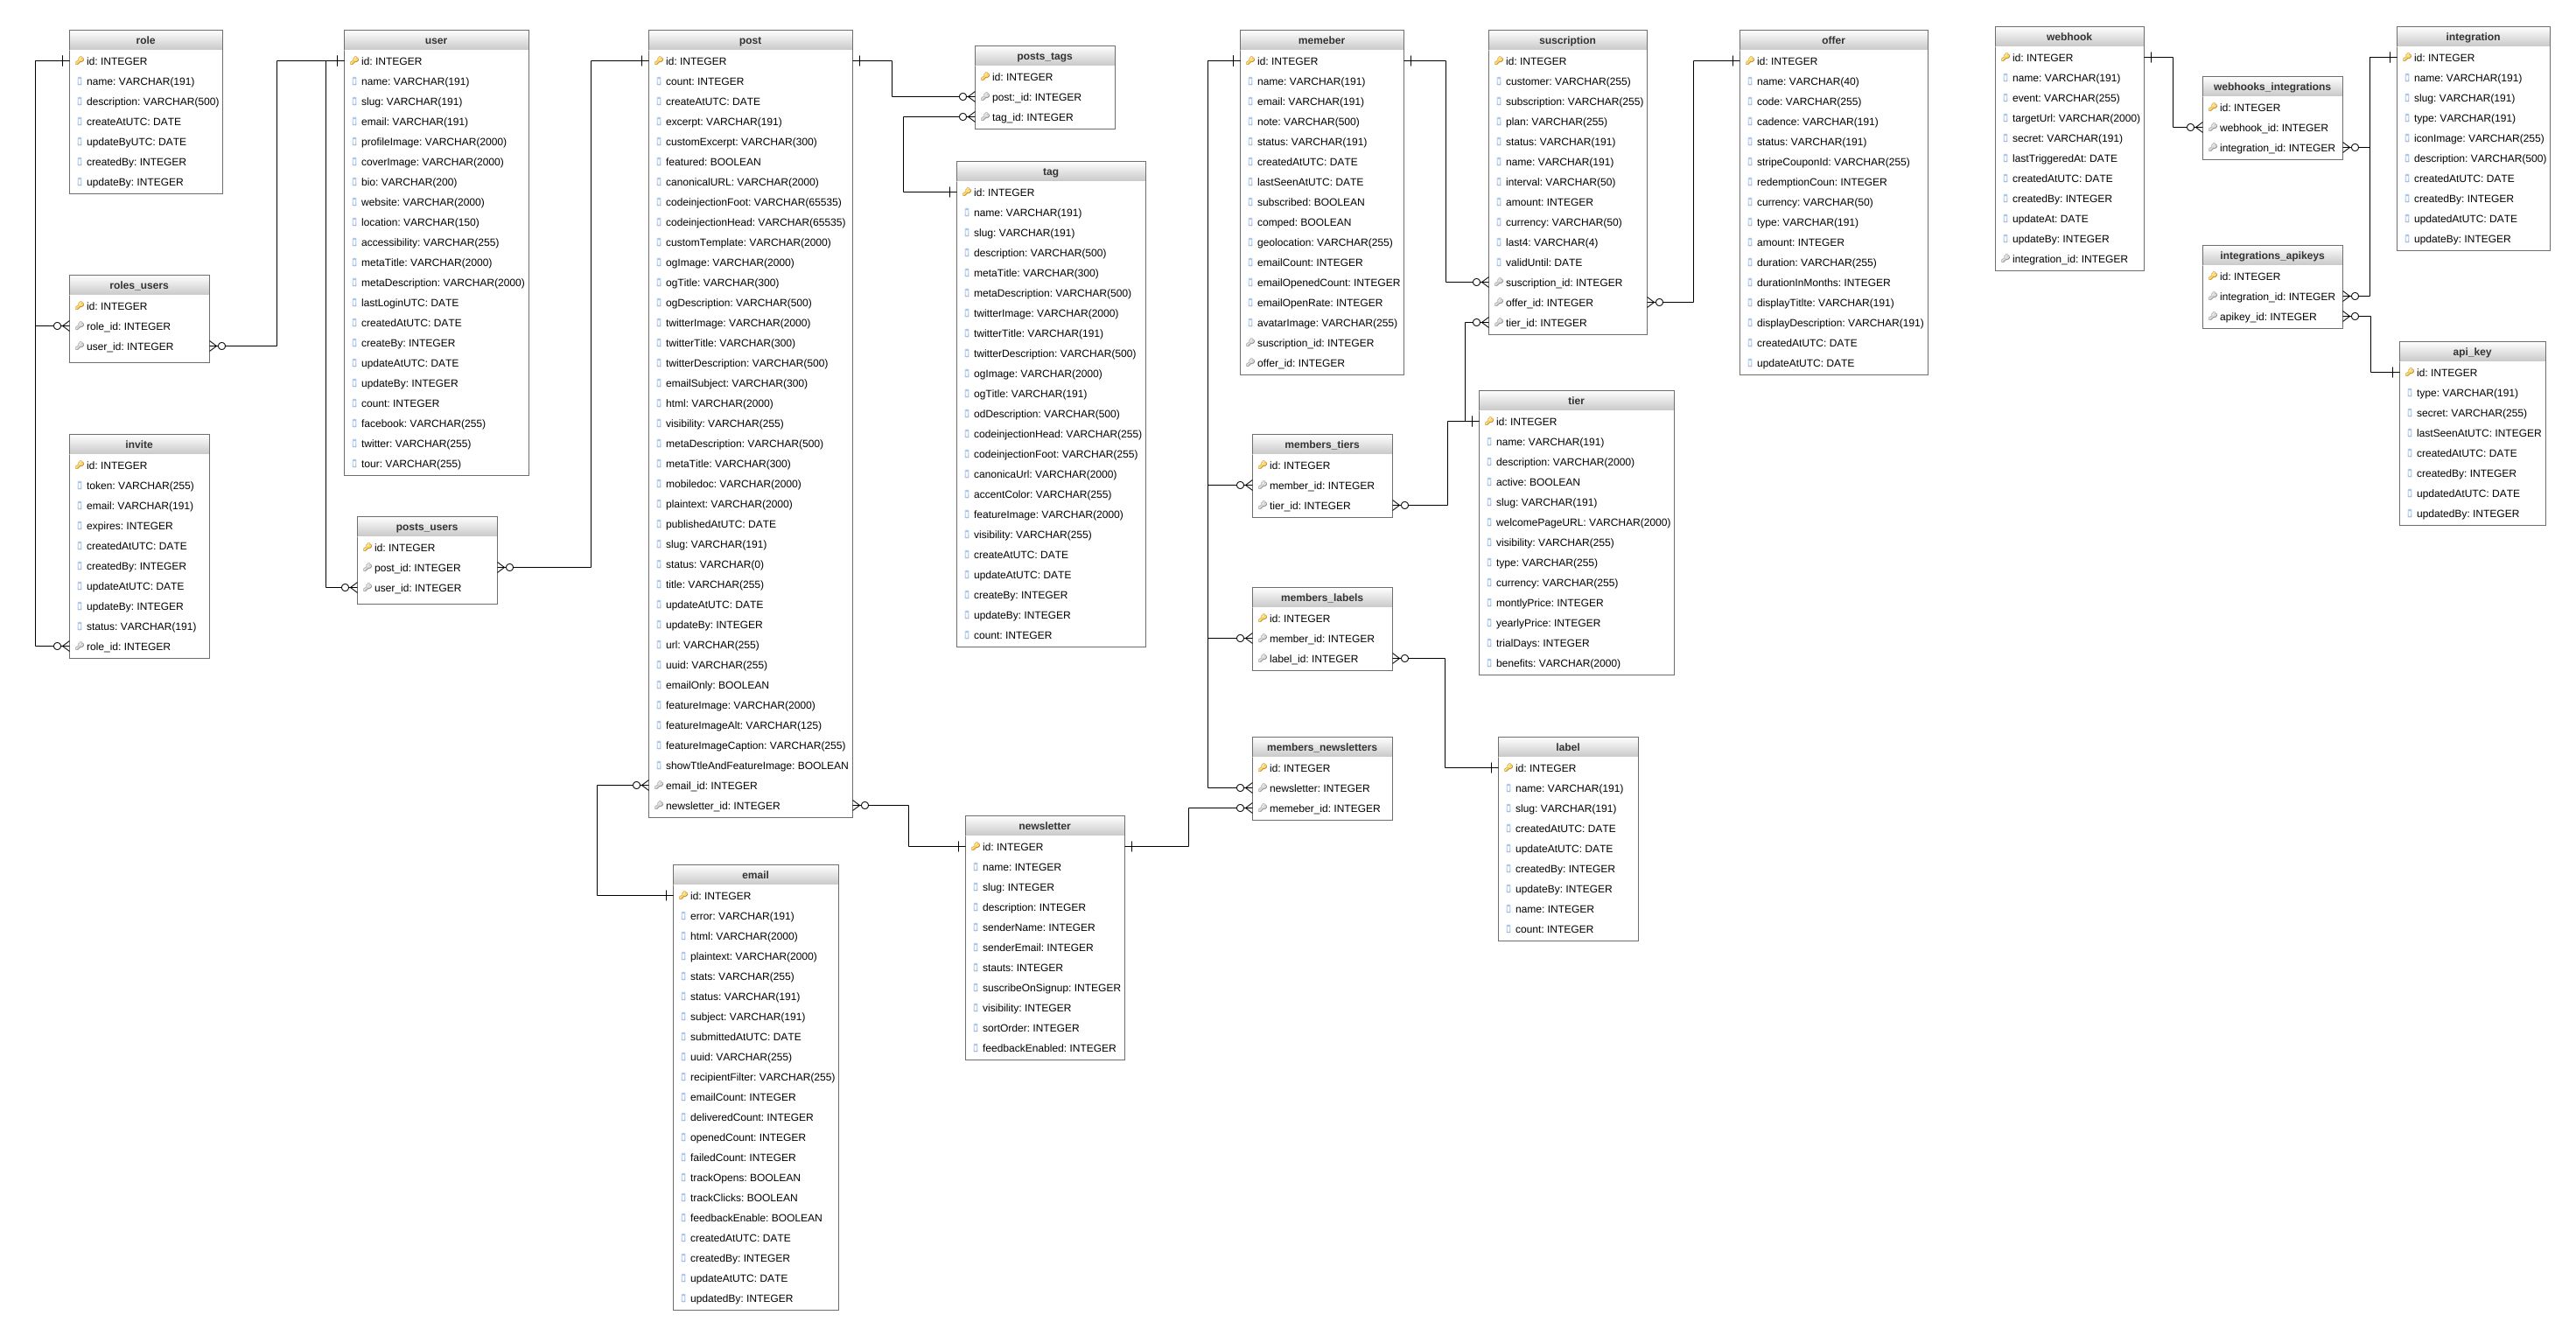 role
id: INTEGER
name: VARCHAR(191)
description: VARCHAR(500)
createAtUTC: DATE
updateByUTC: DATE
createdBy: INTEGER
updateBy: INTEGER
roles_users
id: INTEGER
role_id: INTEGER
user_id: INTEGER
invite
id: INTEGER
token: VARCHAR(255)
email: VARCHAR(191)
expires: INTEGER
createdAtUTC: DATE
createdBy: INTEGER
updateAtUTC: DATE
updateBy: INTEGER
status: VARCHAR(191)
role_id: INTEGER
user
id: INTEGER
name: VARCHAR(191)
slug: VARCHAR(191)
email: VARCHAR(191)
profileImage: VARCHAR(2000)
coverImage: VARCHAR(2000)
bio: VARCHAR(200)
website: VARCHAR(2000)
location: VARCHAR(150)
accessibility: VARCHAR(255)
metaTitle: VARCHAR(2000)
metaDescription: VARCHAR(2000)
lastLoginUTC: DATE
createdAtUTC: DATE
createBy: INTEGER
updateAtUTC: DATE
updateBy: INTEGER
count: INTEGER
facebook: VARCHAR(255)
twitter: VARCHAR(255)
tour: VARCHAR(255)
posts_users
id: INTEGER
post_id: INTEGER
user_id: INTEGER
post
id: INTEGER
count: INTEGER
createAtUTC: DATE
excerpt: VARCHAR(191)
customExcerpt: VARCHAR(300)
featured: BOOLEAN
canonicalURL: VARCHAR(2000)
codeinjectionFoot: VARCHAR(65535)
codeinjectionHead: VARCHAR(65535)
customTemplate: VARCHAR(2000)
ogImage: VARCHAR(2000)
ogTitle: VARCHAR(300)
ogDescription: VARCHAR(500)
twitterImage: VARCHAR(2000)
twitterTitle: VARCHAR(300)
twitterDescription: VARCHAR(500)
emailSubject: VARCHAR(300)
html: VARCHAR(2000)
visibility: VARCHAR(255)
metaDescription: VARCHAR(500)
metaTitle: VARCHAR(300)
mobiledoc: VARCHAR(2000)
plaintext: VARCHAR(2000)
publishedAtUTC: DATE
slug: VARCHAR(191)
status: VARCHAR(0)
title: VARCHAR(255)
updateAtUTC: DATE
updateBy: INTEGER
url: VARCHAR(255)
uuid: VARCHAR(255)
emailOnly: BOOLEAN
featureImage: VARCHAR(2000)
featureImageAlt: VARCHAR(125)
featureImageCaption: VARCHAR(255)
showTtleAndFeatureImage: BOOLEAN
email_id: INTEGER
newsletter_id: INTEGER
email
id: INTEGER
error: VARCHAR(191)
html: VARCHAR(2000)
plaintext: VARCHAR(2000)
stats: VARCHAR(255)
status: VARCHAR(191)
subject: VARCHAR(191)
submittedAtUTC: DATE
uuid: VARCHAR(255)
recipientFilter: VARCHAR(255)
emailCount: INTEGER
deliveredCount: INTEGER
openedCount: INTEGER
failedCount: INTEGER
trackOpens: BOOLEAN
trackClicks: BOOLEAN
feedbackEnable: BOOLEAN
createdAtUTC: DATE
createdBy: INTEGER
updateAtUTC: DATE
updatedBy: INTEGER
posts_tags
id: INTEGER
post:_id: INTEGER
tag_id: INTEGER
tag
id: INTEGER
name: VARCHAR(191)
slug: VARCHAR(191)
description: VARCHAR(500)
metaTitle: VARCHAR(300)
metaDescription: VARCHAR(500)
twitterImage: VARCHAR(2000)
twitterTitle: VARCHAR(191)
twitterDescription: VARCHAR(500)
ogImage: VARCHAR(2000)
ogTitle: VARCHAR(191)
odDescription: VARCHAR(500)
codeinjectionHead: VARCHAR(255)
codeinjectionFoot: VARCHAR(255)
canonicaUrl: VARCHAR(2000)
accentColor: VARCHAR(255)
featureImage: VARCHAR(2000)
visibility: VARCHAR(255)
createAtUTC: DATE
updateAtUTC: DATE
createBy: INTEGER
updateBy: INTEGER
count: INTEGER
newsletter
id: INTEGER
name: INTEGER
slug: INTEGER
description: INTEGER
senderName: INTEGER
senderEmail: INTEGER
stauts: INTEGER
suscribeOnSignup: INTEGER
visibility: INTEGER
sortOrder: INTEGER
feedbackEnabled: INTEGER
memeber
id: INTEGER
name: VARCHAR(191)
email: VARCHAR(191)
note: VARCHAR(500)
status: VARCHAR(191)
createdAtUTC: DATE
lastSeenAtUTC: DATE
subscribed: BOOLEAN
comped: BOOLEAN
geolocation: VARCHAR(255)
emailCount: INTEGER
emailOpenedCount: INTEGER
emailOpenRate: INTEGER
avatarImage: VARCHAR(255)
suscription_id: INTEGER
offer_id: INTEGER
members_tiers
id: INTEGER
member_id: INTEGER
tier_id: INTEGER
members_labels
id: INTEGER
member_id: INTEGER
label_id: INTEGER
members_newsletters
id: INTEGER
newsletter: INTEGER
memeber_id: INTEGER
suscription
id: INTEGER
customer: VARCHAR(255)
subscription: VARCHAR(255)
plan: VARCHAR(255)
status: VARCHAR(191)
name: VARCHAR(191)
interval: VARCHAR(50)
amount: INTEGER
currency: VARCHAR(50)
last4: VARCHAR(4)
validUntil: DATE
suscription_id: INTEGER
offer_id: INTEGER
tier_id: INTEGER
tier
id: INTEGER
name: VARCHAR(191)
description: VARCHAR(2000)
active: BOOLEAN
slug: VARCHAR(191)
welcomePageURL: VARCHAR(2000)
visibility: VARCHAR(255)
type: VARCHAR(255)
currency: VARCHAR(255)
montlyPrice: INTEGER
yearlyPrice: INTEGER
trialDays: INTEGER
benefits: VARCHAR(2000)
label
id: INTEGER
name: VARCHAR(191)
slug: VARCHAR(191)
createdAtUTC: DATE
updateAtUTC: DATE
createdBy: INTEGER
updateBy: INTEGER
name: INTEGER
count: INTEGER
offer
id: INTEGER
name: VARCHAR(40)
code: VARCHAR(255)
cadence: VARCHAR(191)
status: VARCHAR(191)
stripeCouponId: VARCHAR(255)
redemptionCoun: INTEGER
currency: VARCHAR(50)
type: VARCHAR(191)
amount: INTEGER
duration: VARCHAR(255)
durationInMonths: INTEGER
displayTitlte: VARCHAR(191)
displayDescription: VARCHAR(191)
createdAtUTC: DATE
updateAtUTC: DATE
webhook
id: INTEGER
name: VARCHAR(191)
event: VARCHAR(255)
targetUrl: VARCHAR(2000)
secret: VARCHAR(191)
lastTriggeredAt: DATE
createdAtUTC: DATE
createdBy: INTEGER
updateAt: DATE
updateBy: INTEGER
integration_id: INTEGER
webhooks_integrations
id: INTEGER
webhook_id: INTEGER
integration_id: INTEGER
integrations_apikeys
id: INTEGER
integration_id: INTEGER
apikey_id: INTEGER
integration
id: INTEGER
name: VARCHAR(191)
slug: VARCHAR(191)
type: VARCHAR(191)
iconImage: VARCHAR(255)
description: VARCHAR(500)
createdAtUTC: DATE
createdBy: INTEGER
updatedAtUTC: DATE
updateBy: INTEGER
api_key
id: INTEGER
type: VARCHAR(191)
secret: VARCHAR(255)
lastSeenAtUTC: INTEGER
createdAtUTC: DATE
createdBy: INTEGER
updatedAtUTC: DATE
updatedBy: INTEGER